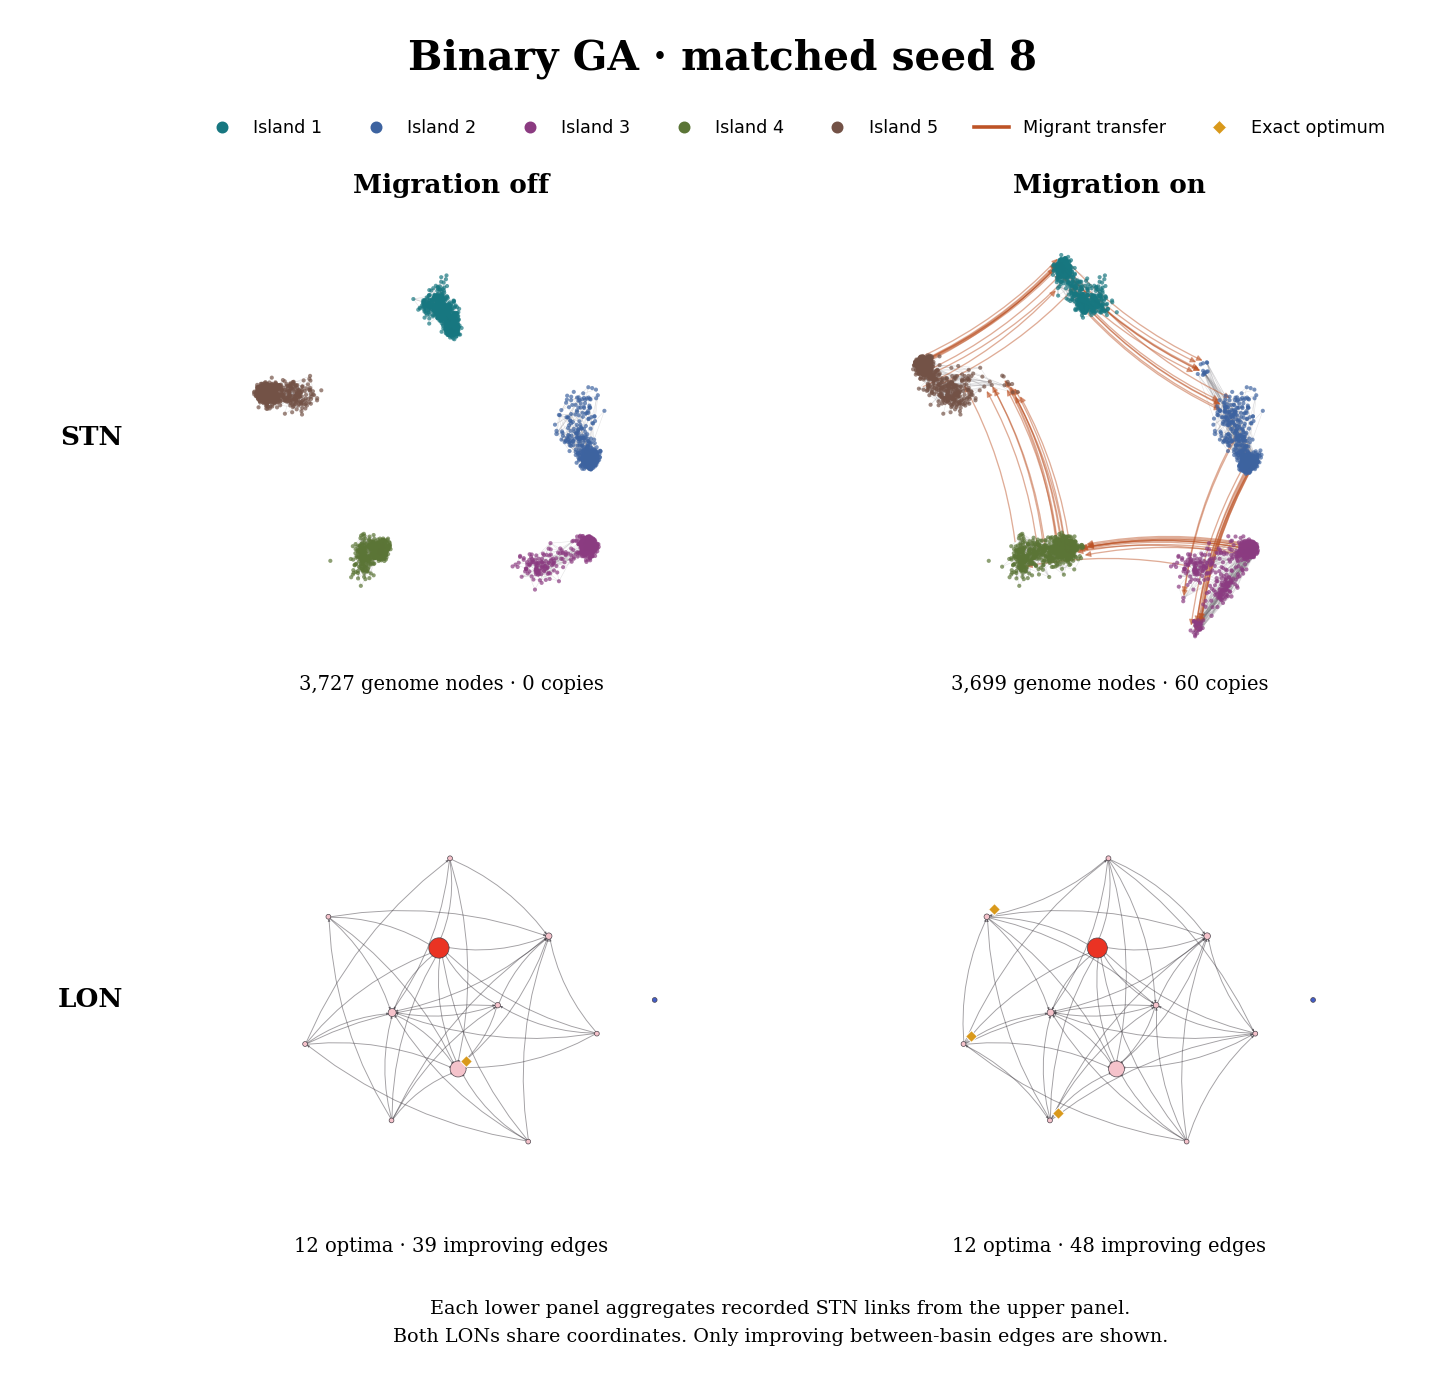 Binary GA · matched seed 8
Island 1 Island 2 Island 3 Island 4 Island 5 Migrant transfer Exact optimum
Migration off Migration on
STN
3,727 genome nodes · 0 copies 3,699 genome nodes · 60 copies
LON
12 optima · 39 improving edges 12 optima · 48 improving edges
Each lower panel aggregates recorded STN links from the upper panel.
Both LONs share coordinates. Only improving between-basin edges are shown.